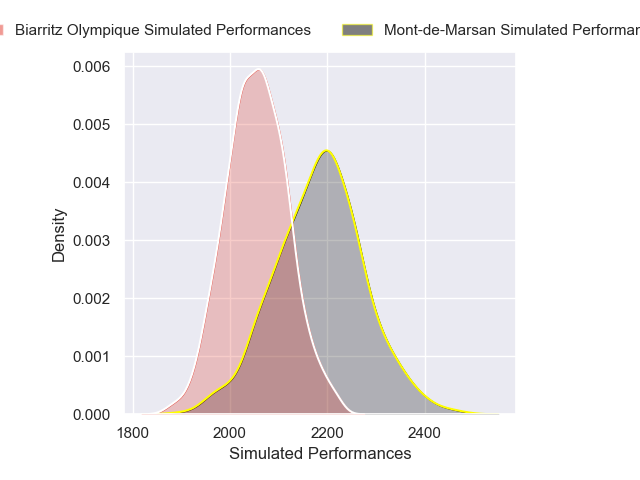 Biarritz Olympique Simulated Performances
Mont-de-Marsan Simulated Performan
0.006
0.005
0.004
0.003
0.002
0.001
0.000
Density
1800 2000 2200 2400
Simulated Performances